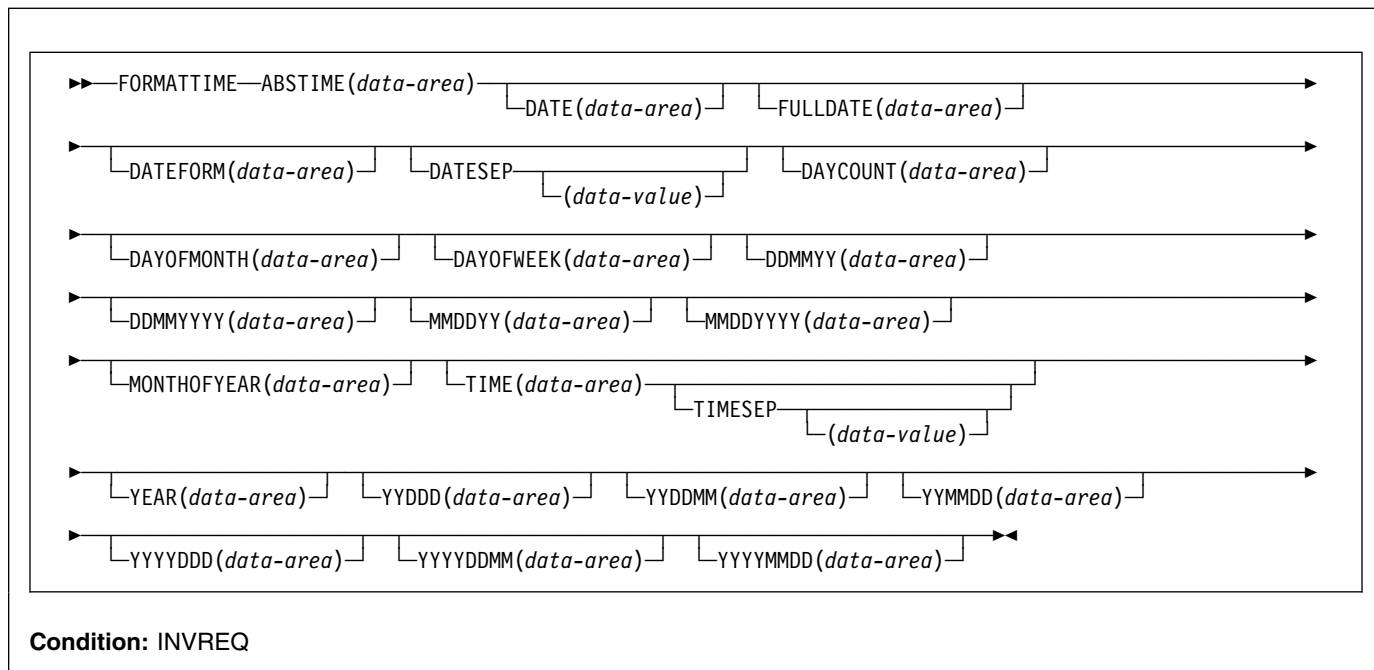 FORMATTIME ABSTIME(data-area)
DATE(data-area) FULLDATE(data-area)
DATEFORM(data-area) DATESEP DAYCOUNT(data-area)
(data-value)
DAYOFMONTH(data-area) DAYOFWEEK(data-area) DDMMYY(data-area)
DDMMYYYY(data-area) MMDDYY(data-area) MMDDYYYY(data-area)
MONTHOFYEAR(data-area) TIME(data-area)
TIMESEP
(data-value)
YEAR(data-area) YYDDD(data-area) YYDDMM(data-area) YYMMDD(data-area)
YYYYDDD(data-area) YYYYDDMM(data-area) YYYYMMDD(data-area)
Condition: INVREQ